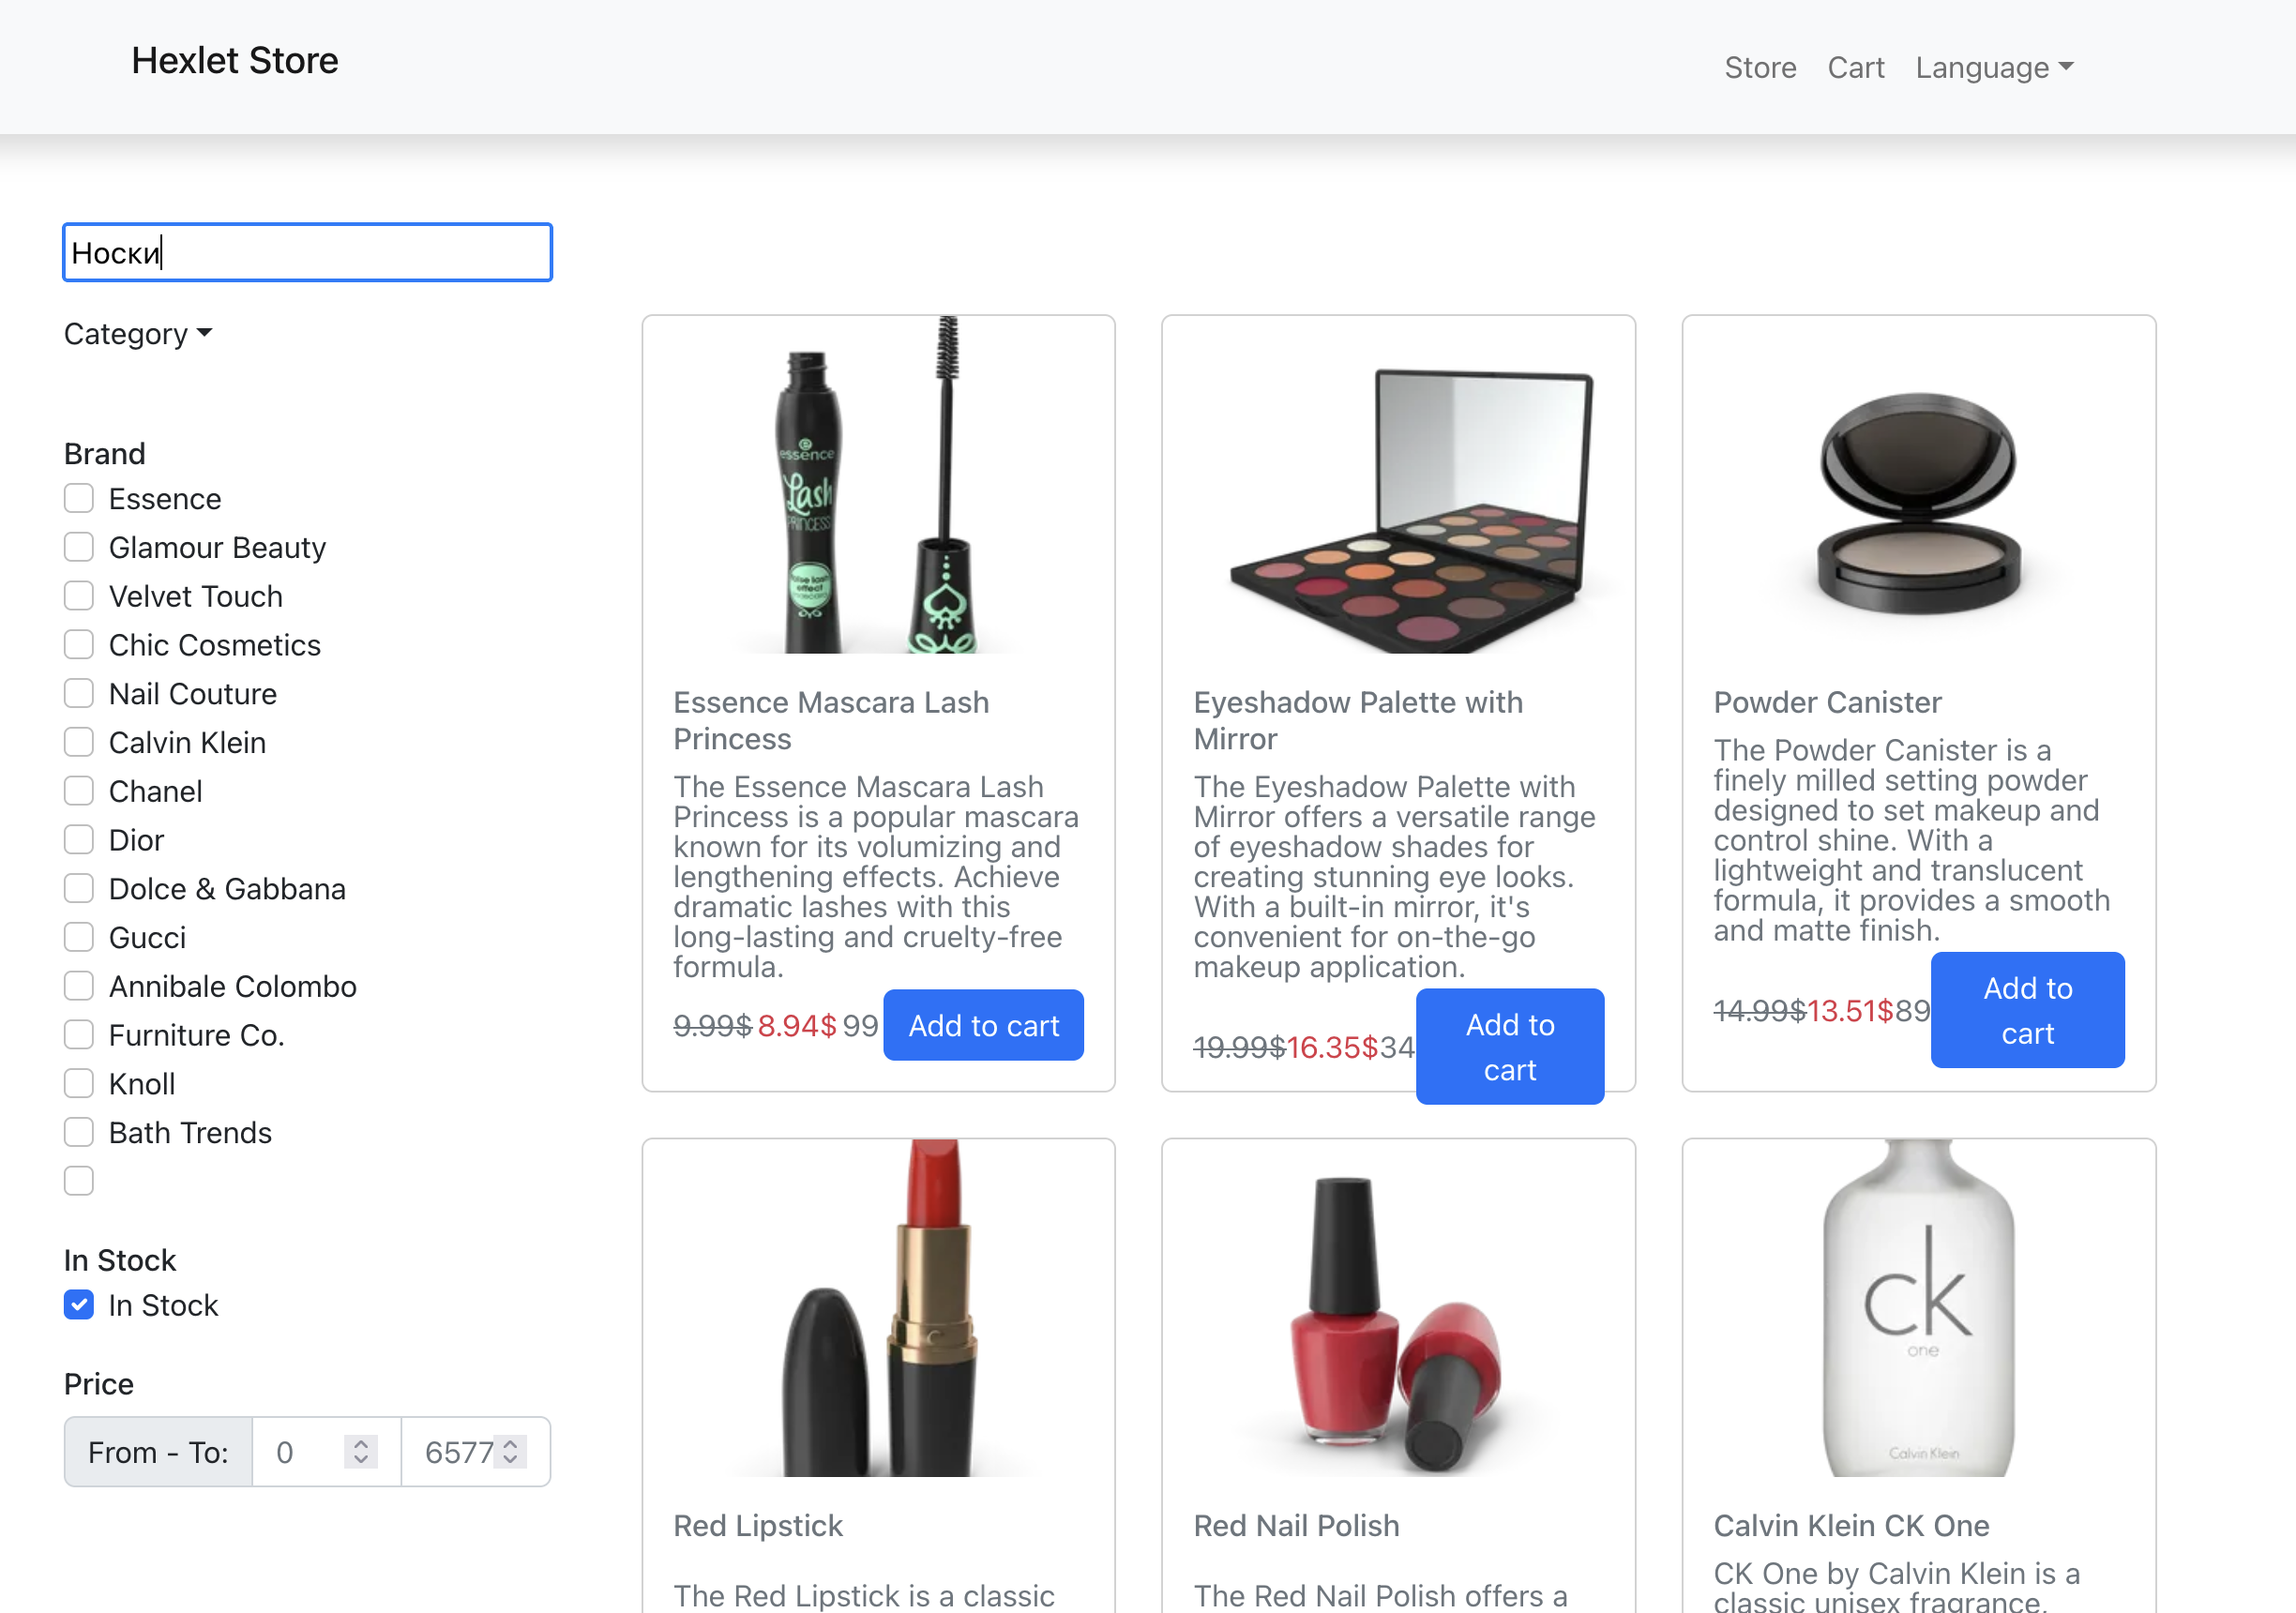 Hexlet Store
Store
Cart
Language
Носки
Category
Brand
Essence
Glamour Beauty
Velvet Touch
Chic Cosmetics
Nail Couture
Calvin Klein
Chanel
Dior
Dolce & Gabbana
Gucci
Annibale Colombo
Furniture Co.
Knoll
Bath Trends
In Stock
In Stock
Price
From - To:
0
6577
essence
Lash
PRINCESS
false lash
effect
mascara
Essence Mascara Lash
Princess
The Essence Mascara Lash
Princess is a popular mascara
known for its volumizing and
lengthening effects. Achieve
dramatic lashes with this
long-lasting and cruelty-free
formula.
9.99$ 8.94$ 99
Add to cart
Eyeshadow Palette with
Mirror
The Eyeshadow Palette with
Mirror offers a versatile range
of eyeshadow shades for
creating stunning eye looks.
With a built-in mirror, it's
convenient for on-the-go
makeup application.
19.99$16.35$34
Add to
cart
Powder Canister
The Powder Canister is a
finely milled setting powder
designed to set makeup and
control shine. With a
lightweight and translucent
formula, it provides a smooth
and matte finish.
14.99$13.51$89
Add to
cart
Red Lipstick
The Red Lipstick is a classic
Red Nail Polish
The Red Nail Polish offers a
ck
one
Calvin Klein
Calvin Klein CK One
CK One by Calvin Klein is a
classic unisex fragrance,